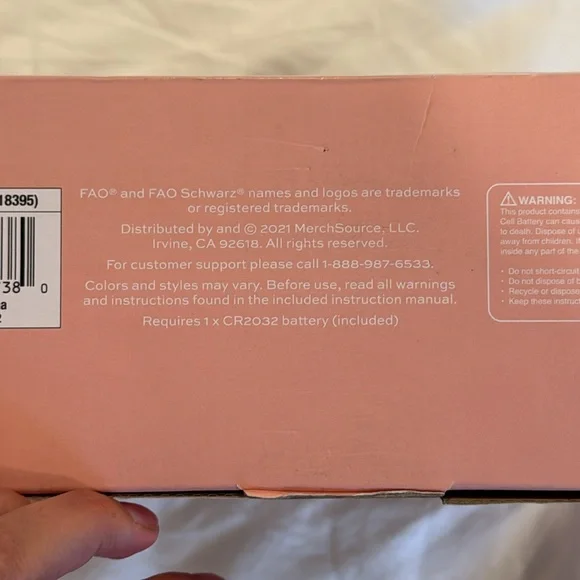 18395)
38 0
a
2
FAO® and FAO Schwarz® names and logos are trademarks
or registered trademarks.
Distributed by and © 2021 MerchSource, LLC.
Irvine, CA 92618. All rights reserved.
For customer support please call 1-888-987-6533.
Colors and styles may vary. Before use, read all warnings
and instructions found in the included instruction manual.
Requires 1 x CR2032 battery (included)
WARNING:
This product contains
Cell Battery can cause
to death. Dispose of u
away from children. If
inside any part of the
• Do not short-circuit
• Do not dispose of b
• Recycle or dispose
• Keep these instruct